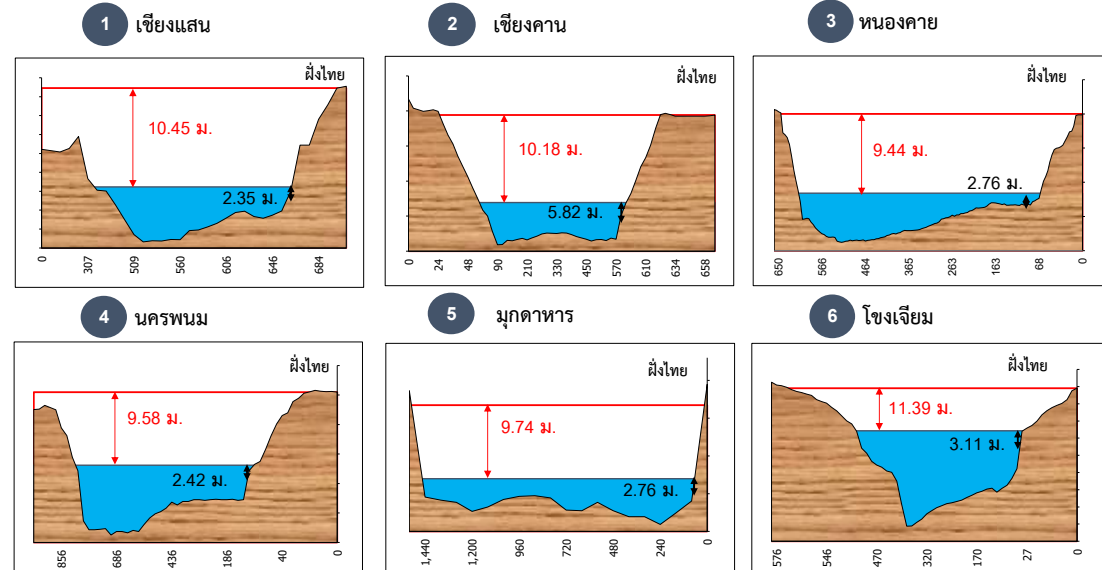 1 เชียงแสน
ฝั่งไทย
10.45 ม.
2.35 ม.
0 307 509 560 606 646 684
2 เชียงคาน
ฝั่งไทย
10.18 ม.
5.82 ม.
0 24 48 90 210 330 450 570 610 634 658
3 หนองคาย
ฝั่งไทย
9.44 ม.
2.76 ม.
650 566 464 365 263 163 68 0
4 นครพนม
ฝั่งไทย
9.58 ม.
2.42 ม.
856 686 436 186 40 0
5 มุกดาหาร
ฝั่งไทย
9.74 ม.
2.76 ม.
1,440 1,200 960 720 480 240 0
6 โขงเจียม
ฝั่งไทย
11.39 ม.
3.11 ม.
576 546 470 320 170 27 0